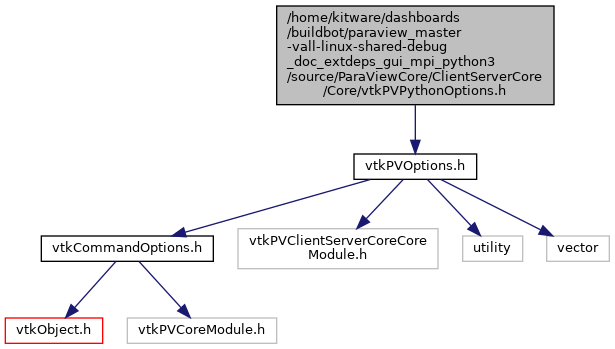 /home/kitware/dashboards
/buildbot/paraview_master
-vall-linux-shared-debug
_doc_extdeps_gui_mpi_python3
/source/ParaViewCore/ClientServerCore
/Core/vtkPVPythonOptions.h
vtkPVOptions.h
vtkCommandOptions.h
vtkPVClientServerCoreCore
Module.h
utility
vector
vtkObject.h
vtkPVCoreModule.h